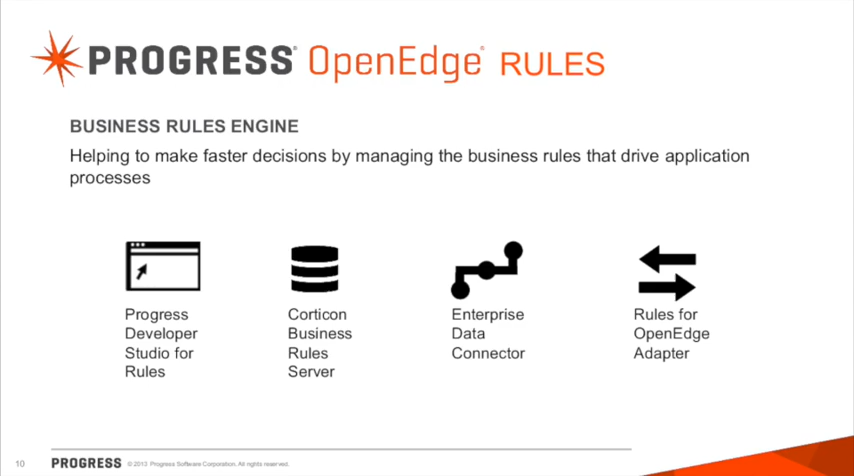 PROGRESS® OpenEdge® RULES
BUSINESS RULES ENGINE
Helping to make faster decisions by managing the business rules that drive application
processes
Progress
Developer
Studio for
Rules
Corticon
Business
Rules
Server
Enterprise
Data
Connector
Rules for
OpenEdge
Adapter
10 PROGRESS © 2013 Progress Software Corporation. All rights reserved.